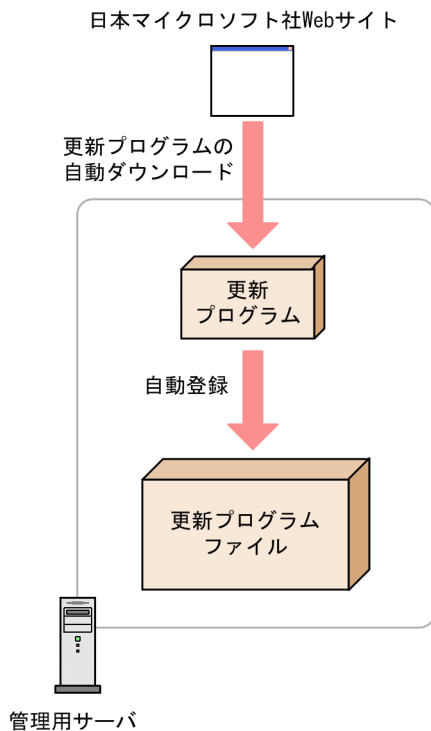 日本マイクロソフト社Webサイト
更新プログラムの
自動ダウンロード
更新
プログラム
自動登録
更新プログラム
ファイル
管理用サーバ